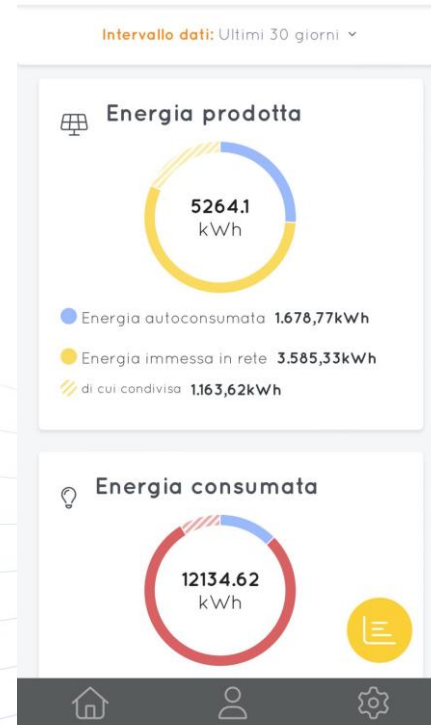 Intervallo dati: Ultimi 30 giorni
Energia prodotta
5264.1
kWh
Energia autoconsumata 1.678,77kWh
Energia immessa in rete 3.585,33kWh
di cui condivisa 1.163,62kWh
Energia consumata
12134.62
kWh